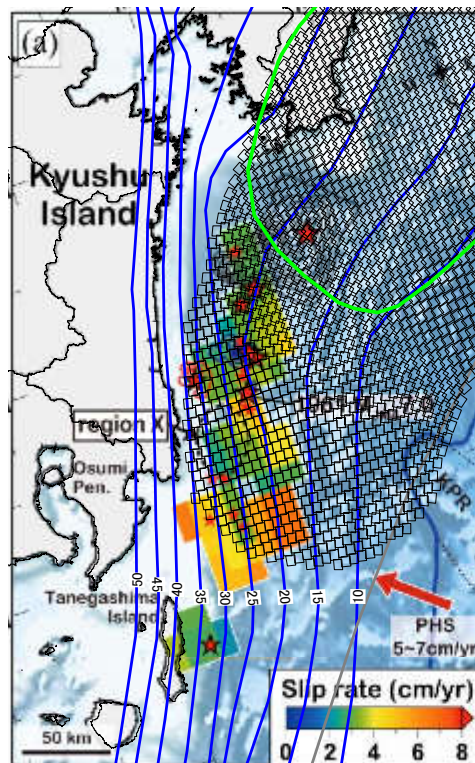 (a)
Kyushu
Island
region X
Osumi
Pen.
KPR
50
45
40
35
30
25
20
15
10
Tanegashima
Island
PHS
5~7cm/yr
Slip rate (cm/yr)
0 2 4 6 8
50 km